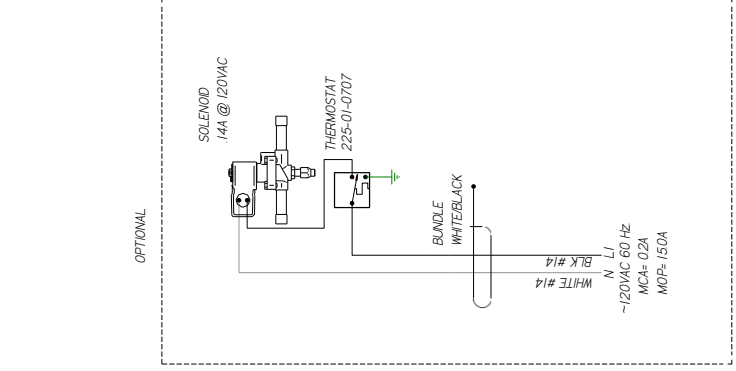 OPTIONAL
SOLENOID
.14A @ 120VAC
THERMOSTAT
225-01-0707
BUNDLE
WHITE/BLACK
BLK #14
WHITE #14
N L1
~120VAC 60 HZ
MCA= 0.2A
MOP= 15.0A